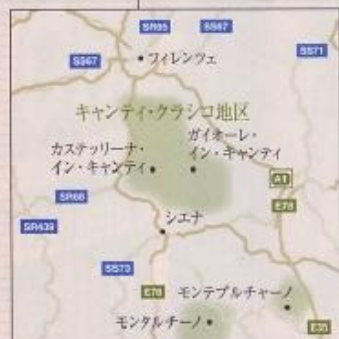 SR65
SS67
SS67
フィレンツェ
SS71
キャンティ・クラシコ地区
カステッリーナ・
イン・キャンティ
ガイオーレ・
イン・キャンティ
A1
SR68
E78
シエナ
SR439
SS73
E78
モンテプルチャーノ
モンタルチーノ
E35